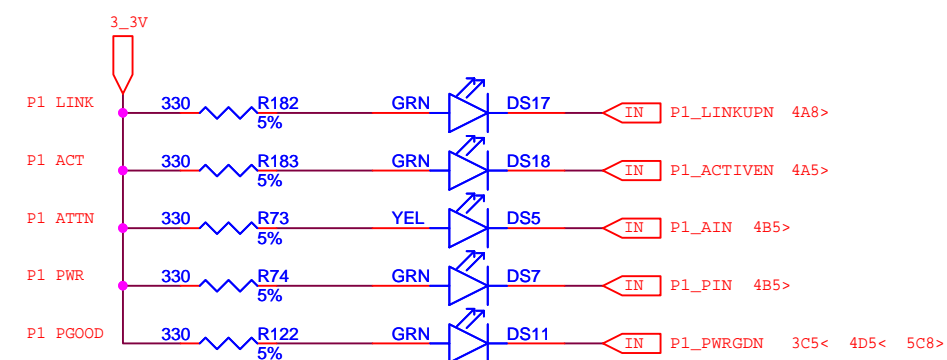 3_3V
P1 LINK 330 R182 GRN DS17 IN P1_LINKUPN 4A8>
5%
P1 ACT 330 R183 GRN DS18 IN P1_ACTIVEN 4A5>
5%
P1 ATTN 330 R73 YEL DS5 IN P1_AIN 4B5>
5%
P1 PWR 330 R74 GRN DS7 IN P1_PIN 4B5>
5%
P1 PGOOD 330 R122 GRN DS11 IN P1_PWRGDN 3C5< 4D5< 5C8>
5%